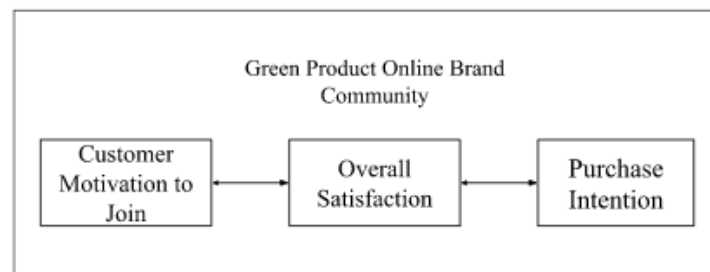 Green Product Online Brand
Community
Customer
Motivation to
Join
Overall
Satisfaction
Purchase
Intention